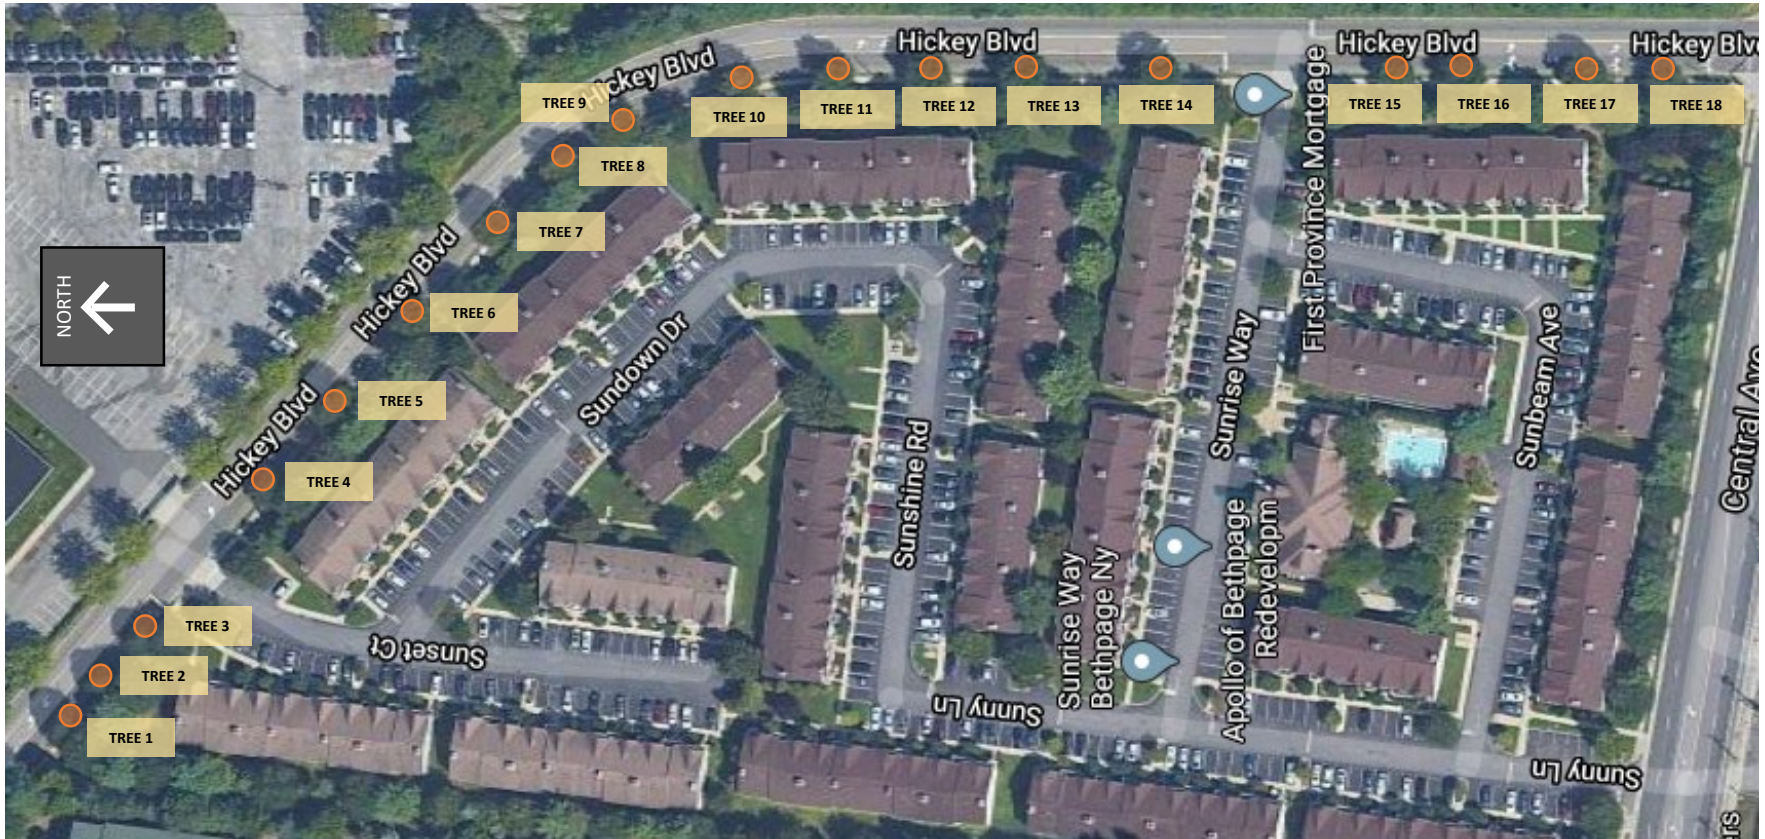 Hickey Blvd
Hickey Blvd
Hickey Blv
Hickey Blvd
TREE 9
TREE 10
TREE 11
TREE 12
TREE 13
TREE 14
TREE 15
TREE 16
TREE 17
TREE 18
First Province Mortgage
TREE 8
TREE 7
Hickey Blvd
NORTH
TREE 6
Sundown Dr
Sunrise Way
Sunbeam Ave
Central Ave
TREE 5
Hickey Blvd
TREE 4
Sunshine Rd
Apollo of Bethpage
Redevelopm
Sunrise Way
Bethpage Ny
TREE 3
Sunset Ct
TREE 2
TREE 1
Sunny Ln
Sunny Ln
ers